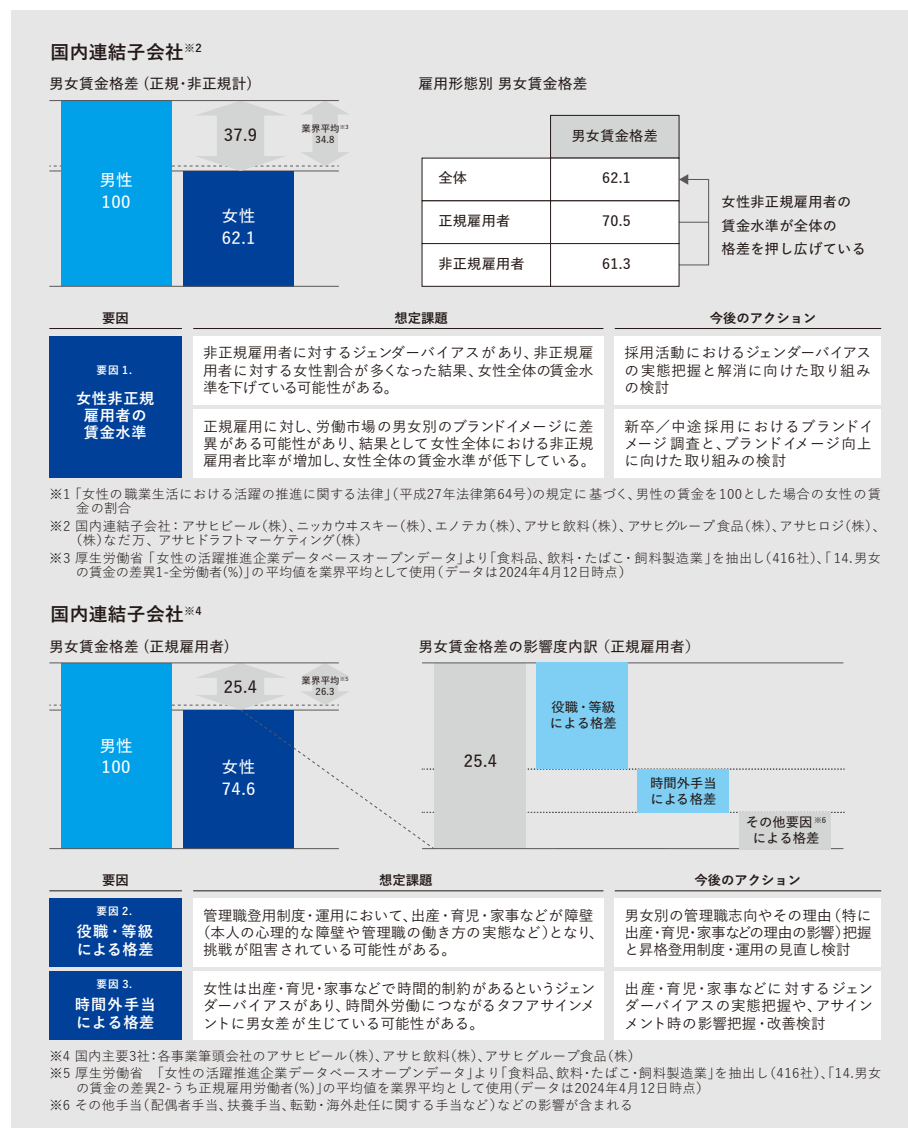 国内連結子会社※2
男女賃金格差（正規・非正規計）
37.9
業界平均※3
34.8
男性
100
女性
62.1
雇用形態別 男女賃金格差
男女賃金格差
全体 62.1
正規雇用者 70.5
非正規雇用者 61.3
女性非正規雇用者の
賃金水準が全体の
格差を押し広げている
要因 想定課題 今後のアクション
要因1.
女性非正規
雇用者の
賃金水準
非正規雇用者に対するジェンダーバイアスがあり、非正規雇
用者に対する女性割合が多くなった結果、女性全体の賃金水
準を下げている可能性がある。
採用活動におけるジェンダーバイアス
の実態把握と解消に向けた取り組み
の検討
正規雇用に対し、労働市場の男女別のブランドイメージに差
異がある可能性があり、結果として女性全体における非正規
雇用者比率が増加し、女性全体の賃金水準が低下している。
新卒／中途採用におけるブランドイ
メージ調査と、ブランドイメージ向上
に向けた取り組みの検討
※1 「女性の職業生活における活躍の推進に関する法律」（平成27年法律第64号）の規定に基づく、男性の賃金を100とした場合の女性の賃
金の割合
※2 国内連結子会社：アサヒビール（株）、ニッカウヰスキー（株）、エノテカ（株）、アサヒ飲料（株）、アサヒグループ食品（株）、アサヒロジ（株）、
（株）なだ万、 アサヒドラフトマーケティング（株）
※3 厚生労働省「女性の活躍推進企業データベースオープンデータ」より「食料品、飲料・たばこ・飼料製造業」を抽出し（416社）、「14.男女
の賃金の差異1-全労働者(%)」の平均値を業界平均として使用（データは2024年4月12日時点）
国内連結子会社※4
男女賃金格差（正規雇用者）
25.4
業界平均※5
26.3
男性
100
女性
74.6
男女賃金格差の影響度内訳（正規雇用者）
25.4
役職・等級
による格差
時間外手当
による格差
その他要因※6
による格差
要因 想定課題 今後のアクション
要因2.
役職・等級
による格差
管理職登用制度・運用において、出産・育児・家事などが障壁
（本人の心理的な障壁や管理職の働き方の実態など）となり、
挑戦が阻害されている可能性がある。
男女別の管理職志向やその理由（特に
出産・育児・家事などの理由の影響）把握
と昇格登用制度・運用の見直し検討
要因3.
時間外手当
による格差
女性は出産・育児・家事などで時間的制約があるというジェン
ダーバイアスがあり、時間外労働につながるタフアサインメ
ントに男女差が生じている可能性がある。
出産・育児・家事などに対するジェン
ダーバイアスの実態把握や、アサイン
メント時の影響把握・改善検討
※4 国内主要3社：各事業筆頭会社のアサヒビール（株）、アサヒ飲料（株）、アサヒグループ食品（株）
※5 厚生労働省 「女性の活躍推進企業データベースオープンデータ」より「食料品、飲料・たばこ・飼料製造業」を抽出し（416社）、「14.男女
の賃金の差異2-うち正規雇用労働者(%)」の平均値を業界平均として使用（データは2024年4月12日時点）
※6 その他手当（配偶者手当、扶養手当、転勤・海外赴任に関する手当など）などの影響が含まれる